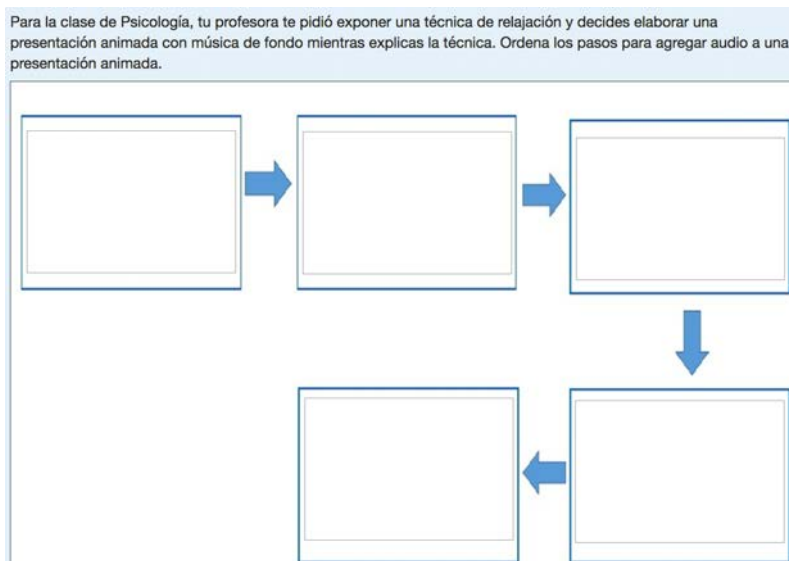 Para la clase de Psicología, tu profesora te pidió exponer una técnica de relajación y decides elaborar una
presentación animada con música de fondo mientras explicas la técnica. Ordena los pasos para agregar audio a una
presentación animada.